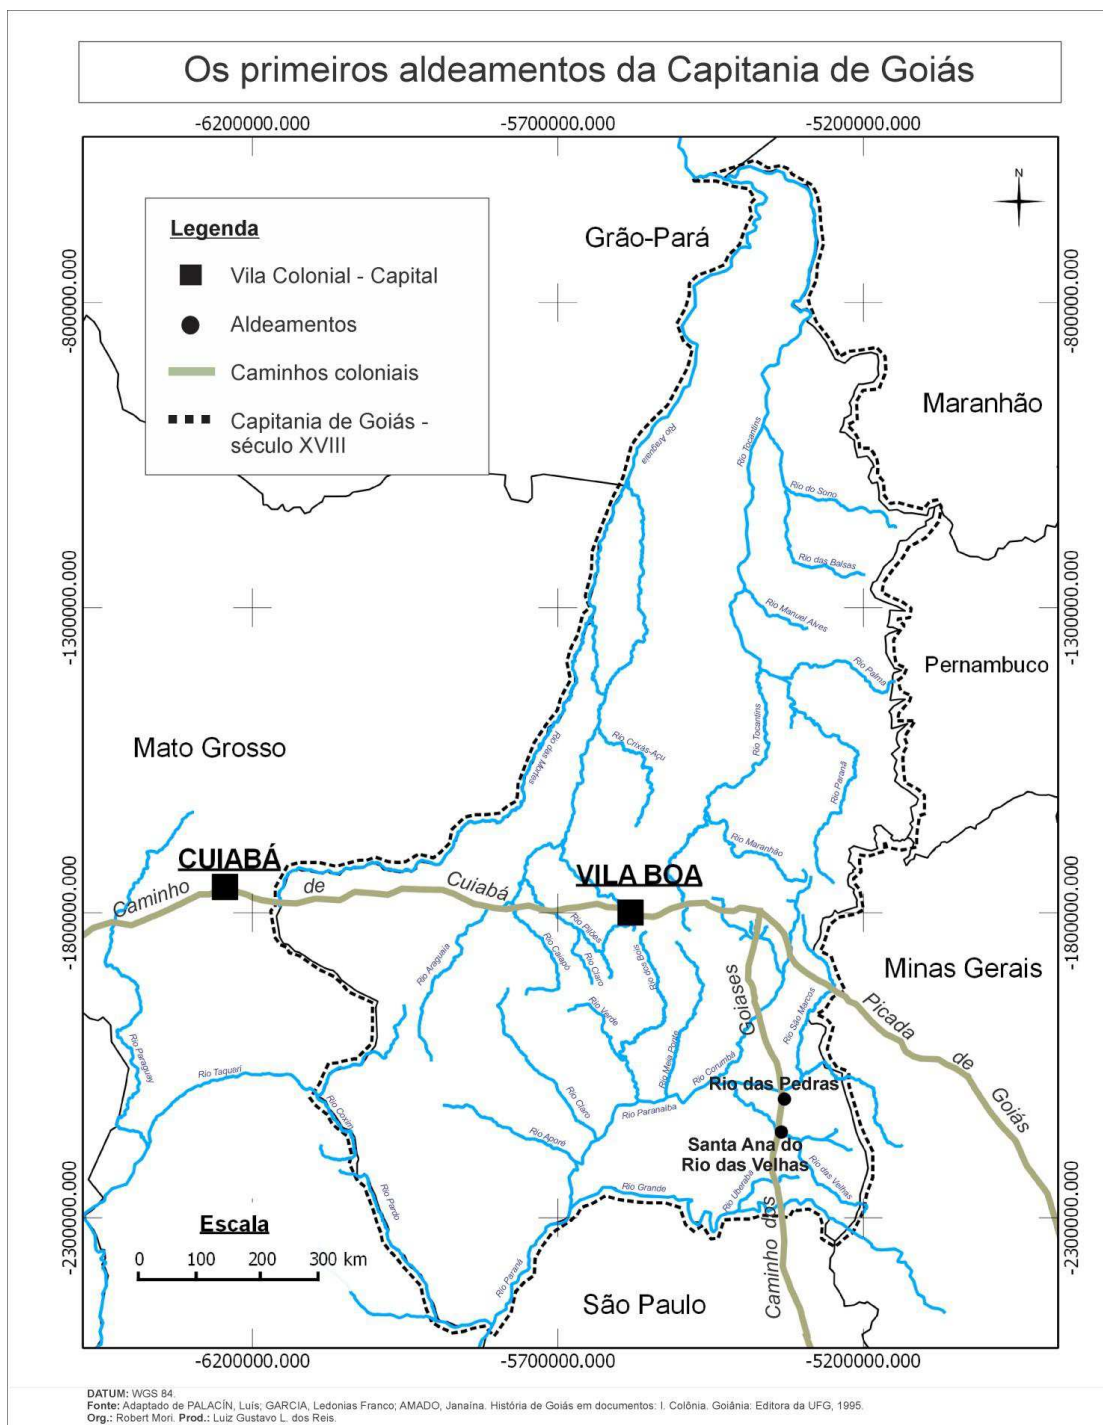 Os primeiros aldeamentos da Capitania de Goiás
-6200000.000
-5700000.000
-5200000.000
N
Legenda
Vila Colonial - Capital
Aldeamentos
Caminhos coloniais
Capitania de Goiás -
século XVIII
Grão-Pará
-800000.000
-800000.000
Maranhão
Rio Araguaia
Rio Tocantins
Rio do Sono
Rio das Balsas
-1300000.000
-1300000.000
Rio Manuel Alves
Pernambuco
Rio Palma
Mato Grosso
Rio das Mortes
Rio Crixás-Açu
Rio Tocantins
Rio Paranã
Rio Maranhão
CUIABÁ
VILA BOA
Caminho de Cuiabá
-1800000.000
-1800000.000
Rio Pilões
Rio Araguaia
Rio Caiapó
Rio Claro
Rio dos Bois
Minas Gerais
Goiases
Picada de Goiás
Rio São Marcos
Rio Verde
Rio Meia Ponte
Rio Corumbá
Rio Paraguay
Rio Taquari
Rio das Pedras
Rio Coxin
Rio Claro
Rio Paranaiba
Rio Aporé
Santa Ana do
Rio das Velhas
Rio das Velhas
Rio Uberaba
Rio Grande
Rio Pardo
Caminho dos
-2300000.000
-2300000.000
Escala
0 100 200 300 km
Rio Paraná
São Paulo
-6200000.000
-5700000.000
-5200000.000
DATUM: WGS 84.
Fonte: Adaptado de PALACÍN, Luís; GARCIA, Ledonias Franco; AMADO, Janaína. História de Goiás em documentos: I. Colônia. Goiânia: Editora da UFG, 1995.
Org.: Robert Mori. Prod.: Luiz Gustavo L. dos Reis.